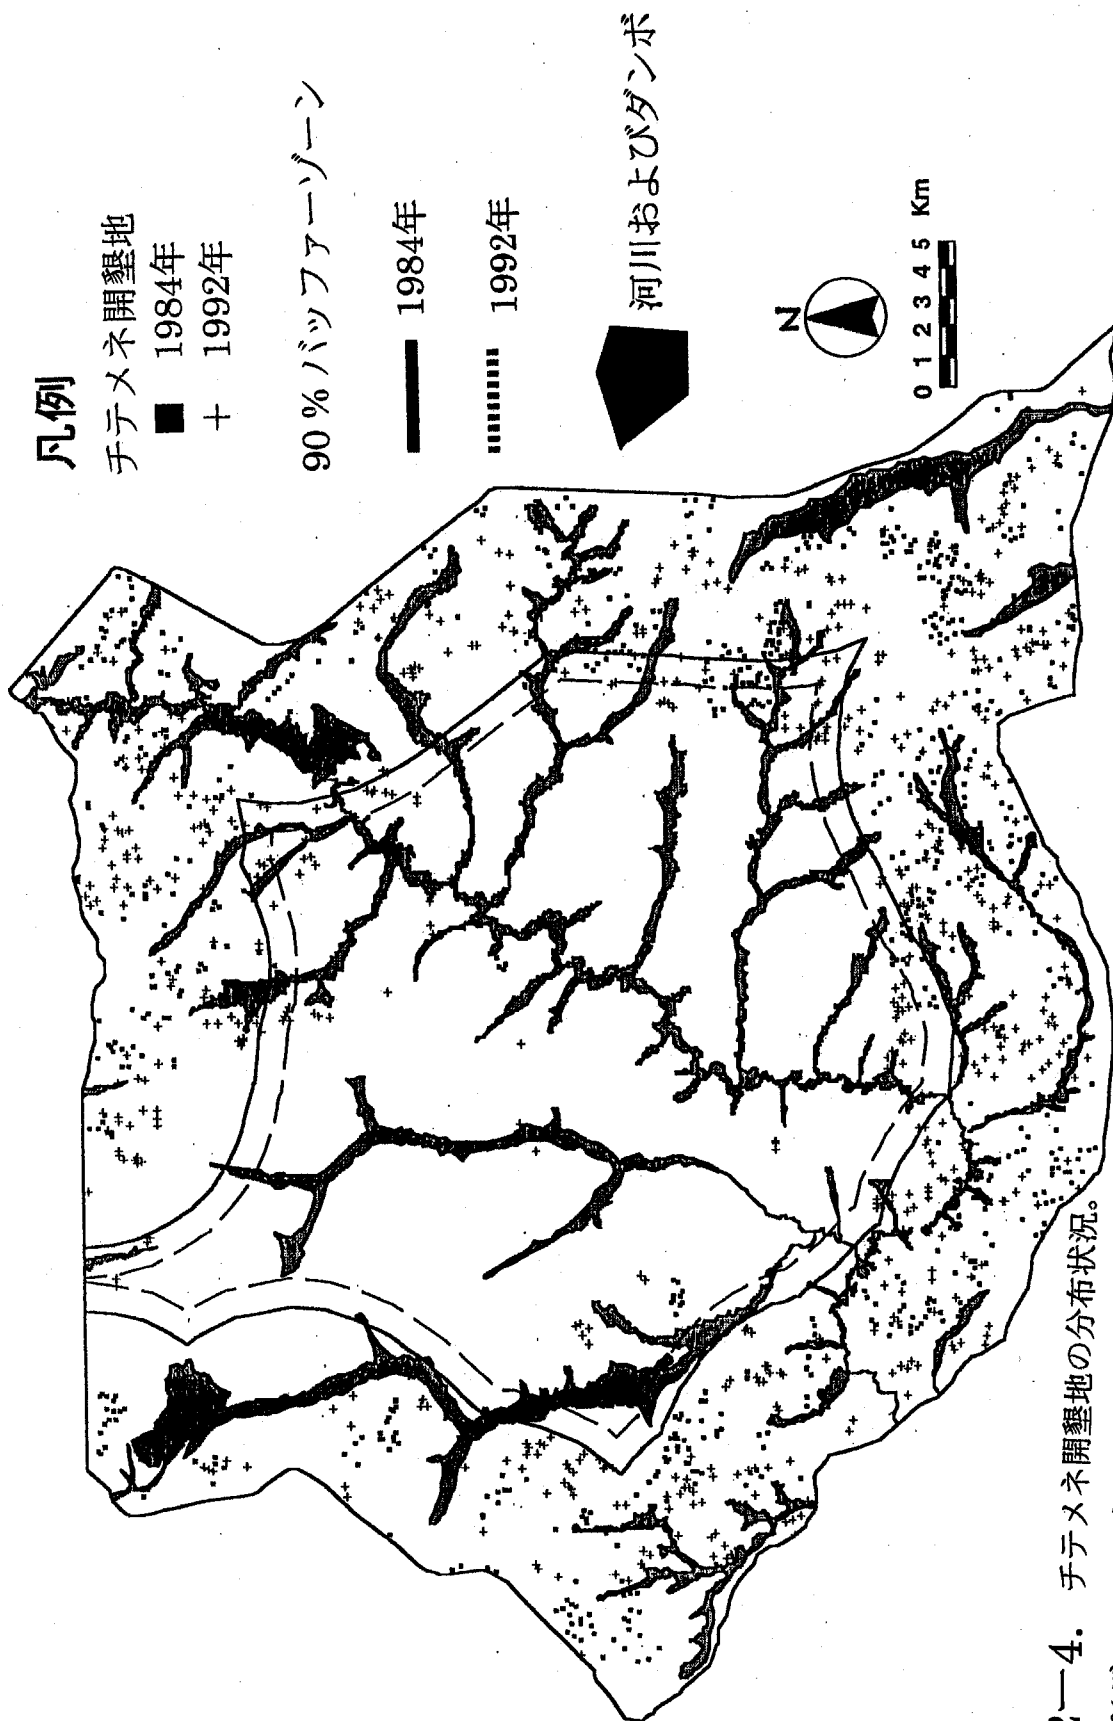 凡例
チテメネ開墾地
■ 1984年
+ 1992年
90％バッファーゾーン
1984年
1992年
河川およびダンボ
N
0 1 2 3 4 5 Km
2―4. チテメネ開墾地の分布状況。